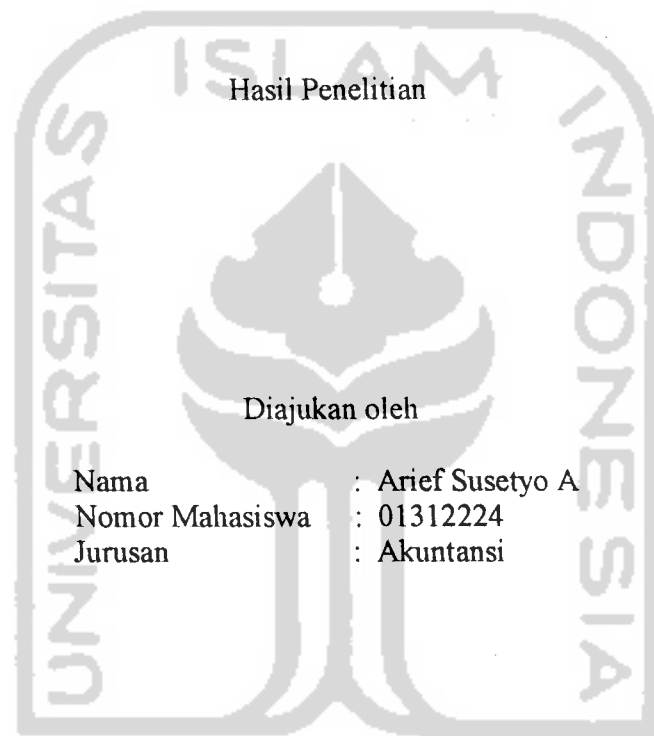 UNIVERSITAS ISLAM INDONESIA
Hasil Penelitian
Diajukan oleh
Nama : Arief Susetyo A
Nomor Mahasiswa : 01312224
Jurusan : Akuntansi